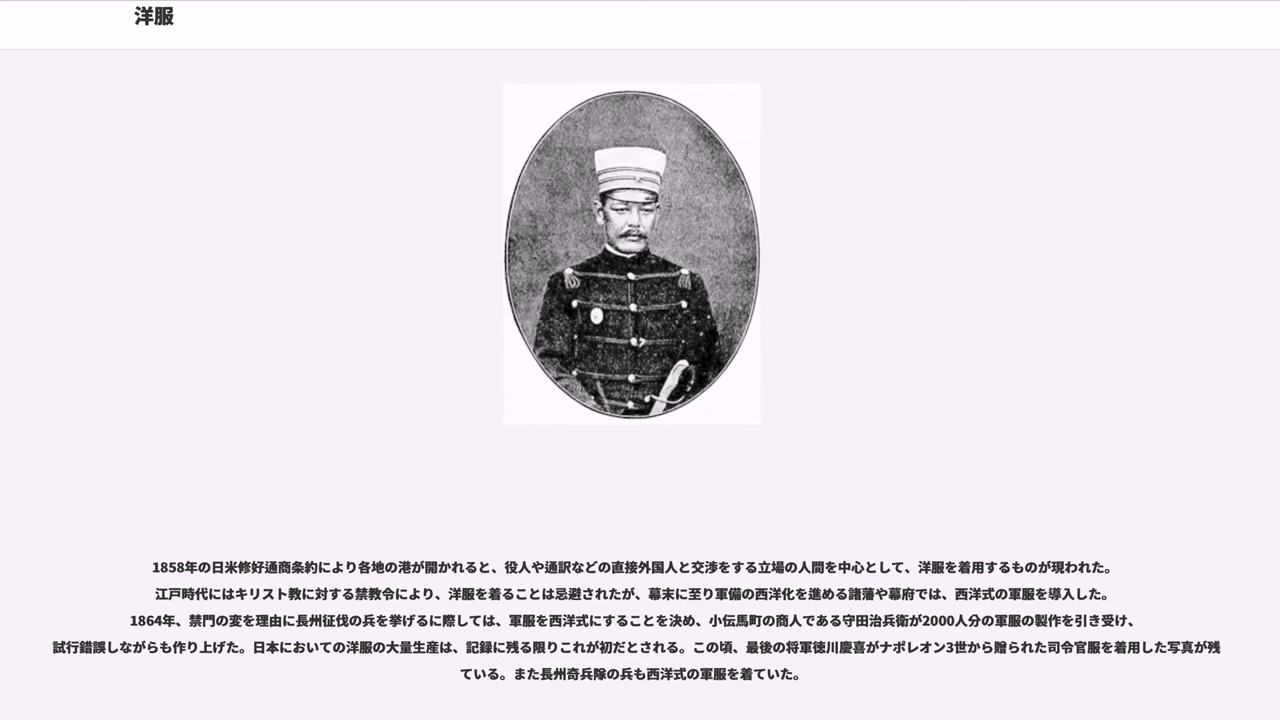 洋服
1858年の日米修好通商条約により各地の港が開かれると、役人や通訳などの直接外国人と交渉をする立場の人間を中心として、洋服を着用するものが現われた。
江戸時代にはキリスト教に対する禁教令により、洋服を着ることは忌避されたが、幕末に至り軍備の西洋化を進める諸藩や幕府では、西洋式の軍服を導入した。
1864年、禁門の変を理由に長州征伐の兵を挙げるに際しては、軍服を西洋式にすることを決め、小伝馬町の商人である守田治兵衛が2000人分の軍服の製作を引き受け、
試行錯誤しながらも作り上げた。日本においての洋服の大量生産は、記録に残る限りこれが初だとされる。この頃、最後の将軍徳川慶喜がナポレオン3世から贈られた司令官服を着用した写真が残
ている。また長州奇兵隊の兵も西洋式の軍服を着ていた。